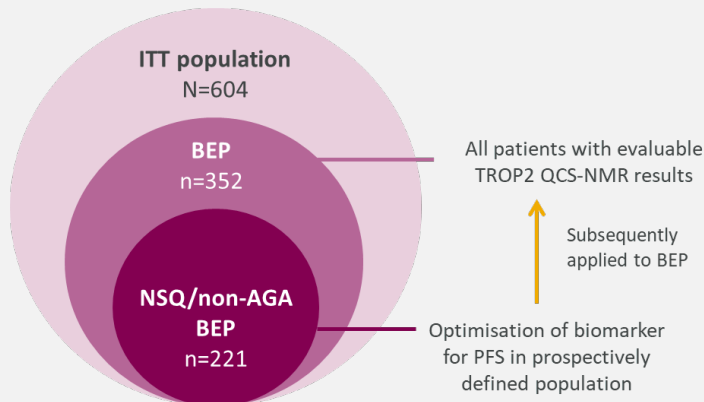 ITT population
N=604
BEP
n=352
All patients with evaluable
TROP2 QCS-NMR results
Subsequently
applied to BEP
NSQ/non-AGA
BEP
n=221
Optimisation of biomarker
for PFS in prospectively
defined population